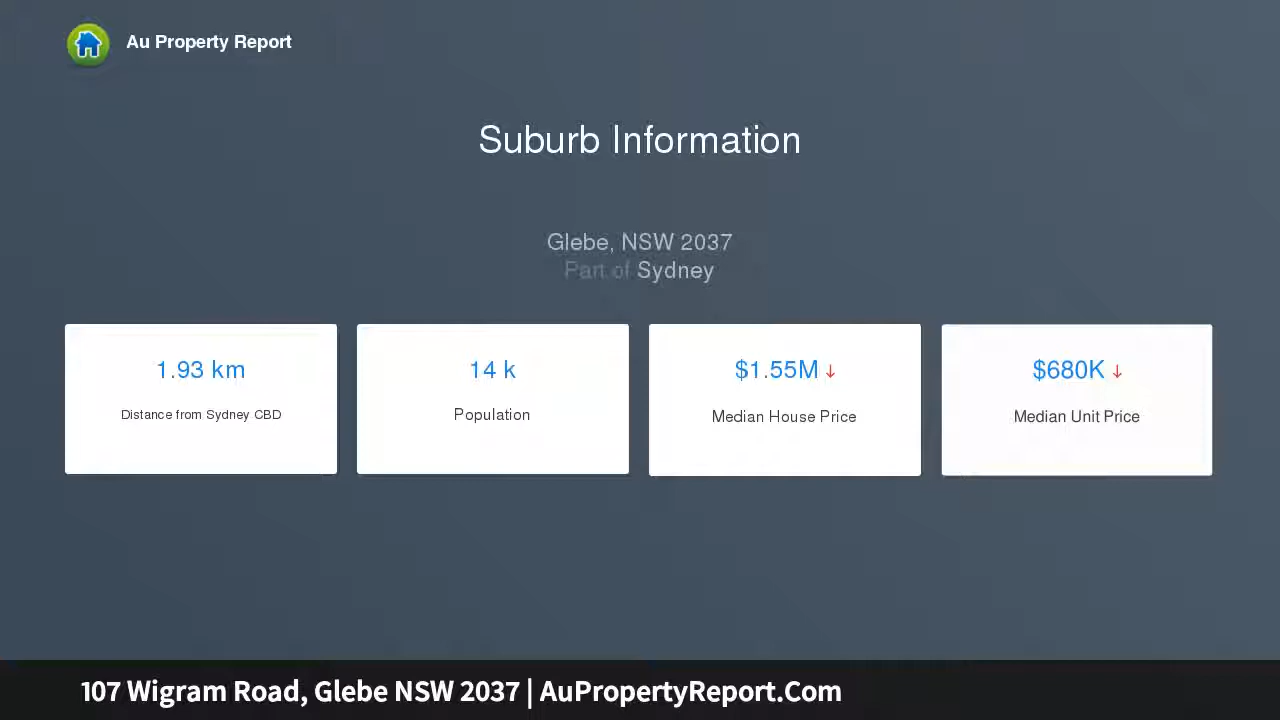 Au Property Report
Suburb Information
Glebe, NSW 2037
Part of Sydney
1.93 km
Distance from Sydney CBD
14 k
Population
$1.55M ↓
Median House Price
$680K ↓
Median Unit Price
107 Wigram Road, Glebe NSW 2037 | AuPropertyReport.Com